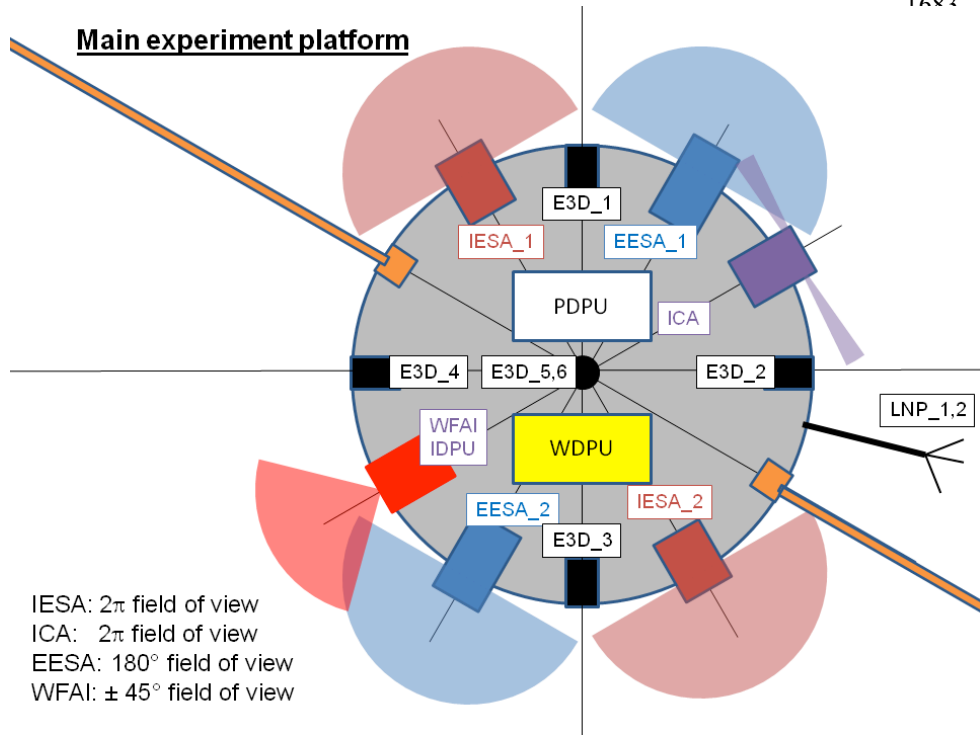 Main experiment platform
E3D_1
IESA_1
EESA_1
PDPU
ICA
E3D_4
E3D_5,6
E3D_2
LNP_1,2
WFAI
IDPU
WDPU
EESA_2
IESA_2
E3D_3
IESA: 2π field of view
ICA: 2π field of view
EESA: 180° field of view
WFAI: ± 45° field of view